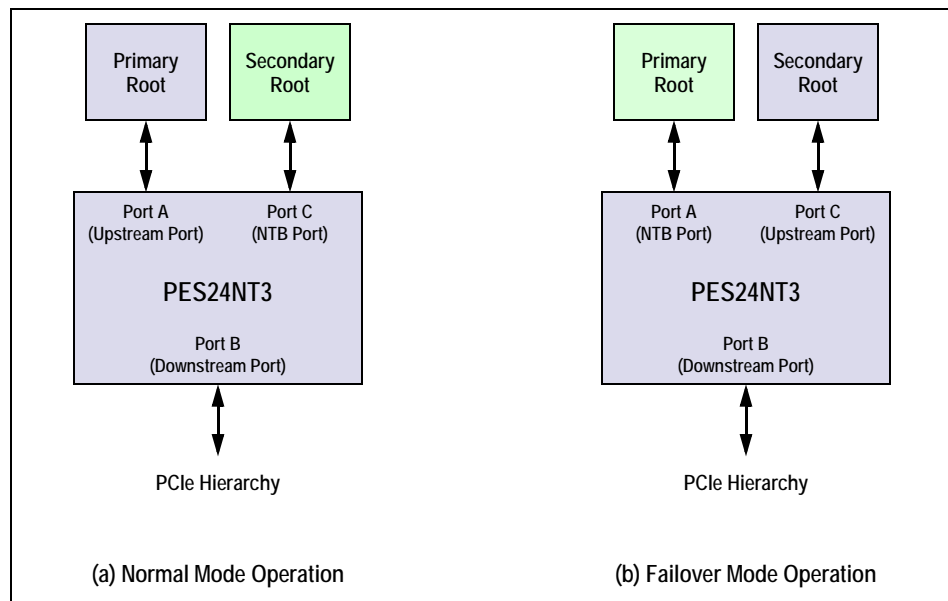 Primary
Root
Secondary
Root
Port A
(Upstream Port)
Port C
(NTB Port)
PES24NT3
Port B
(Downstream Port)
PCIe Hierarchy
(a) Normal Mode Operation
Primary
Root
Secondary
Root
Port A
(NTB Port)
Port C
(Upstream Port)
PES24NT3
Port B
(Downstream Port)
PCIe Hierarchy
(b) Failover Mode Operation